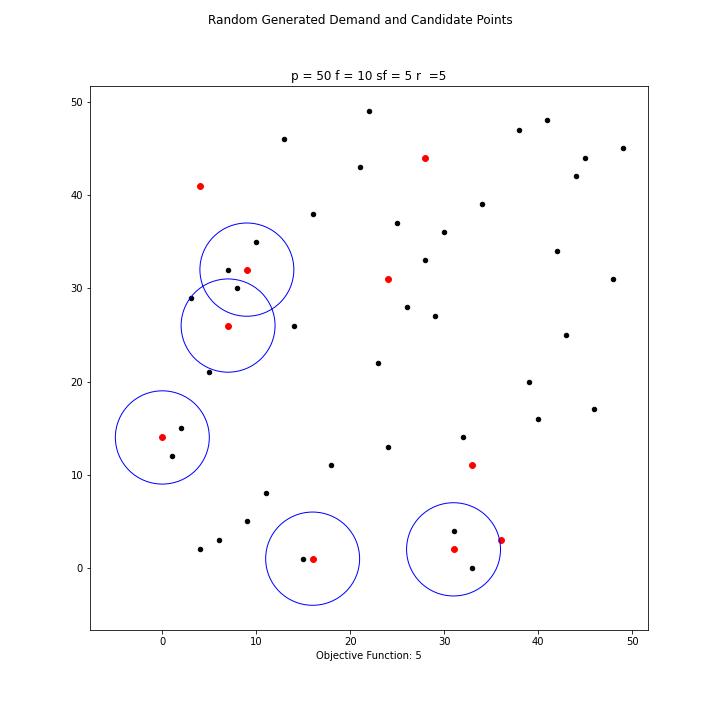 Random Generated Demand and Candidate Points
p = 50 f = 10 sf = 5 r  =5
50
40
30
20
10
0
0 10 20 30 40 50
Objective Function: 5